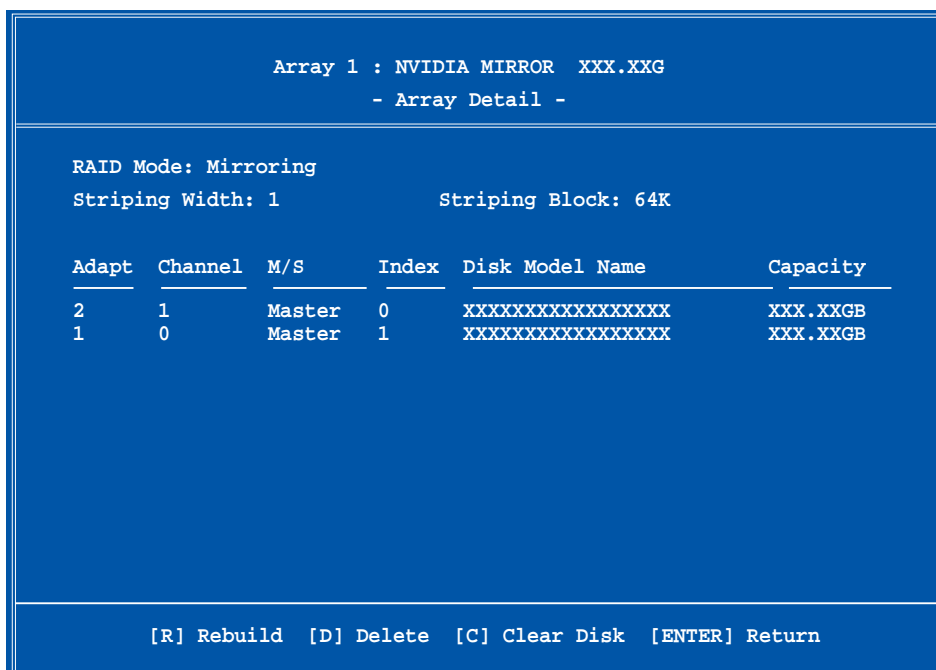 Array 1 : NVIDIA MIRROR XXX.XXG
- Array Detail -
RAID Mode: Mirroring
Striping Width: 1 Striping Block: 64K
Adapt Channel M/S Index Disk Model Name Capacity
2 1 Master 0 XXXXXXXXXXXXXXXXX XXX.XXGB
1 0 Master 1 XXXXXXXXXXXXXXXXX XXX.XXGB
[R] Rebuild [D] Delete [C] Clear Disk [ENTER] Return